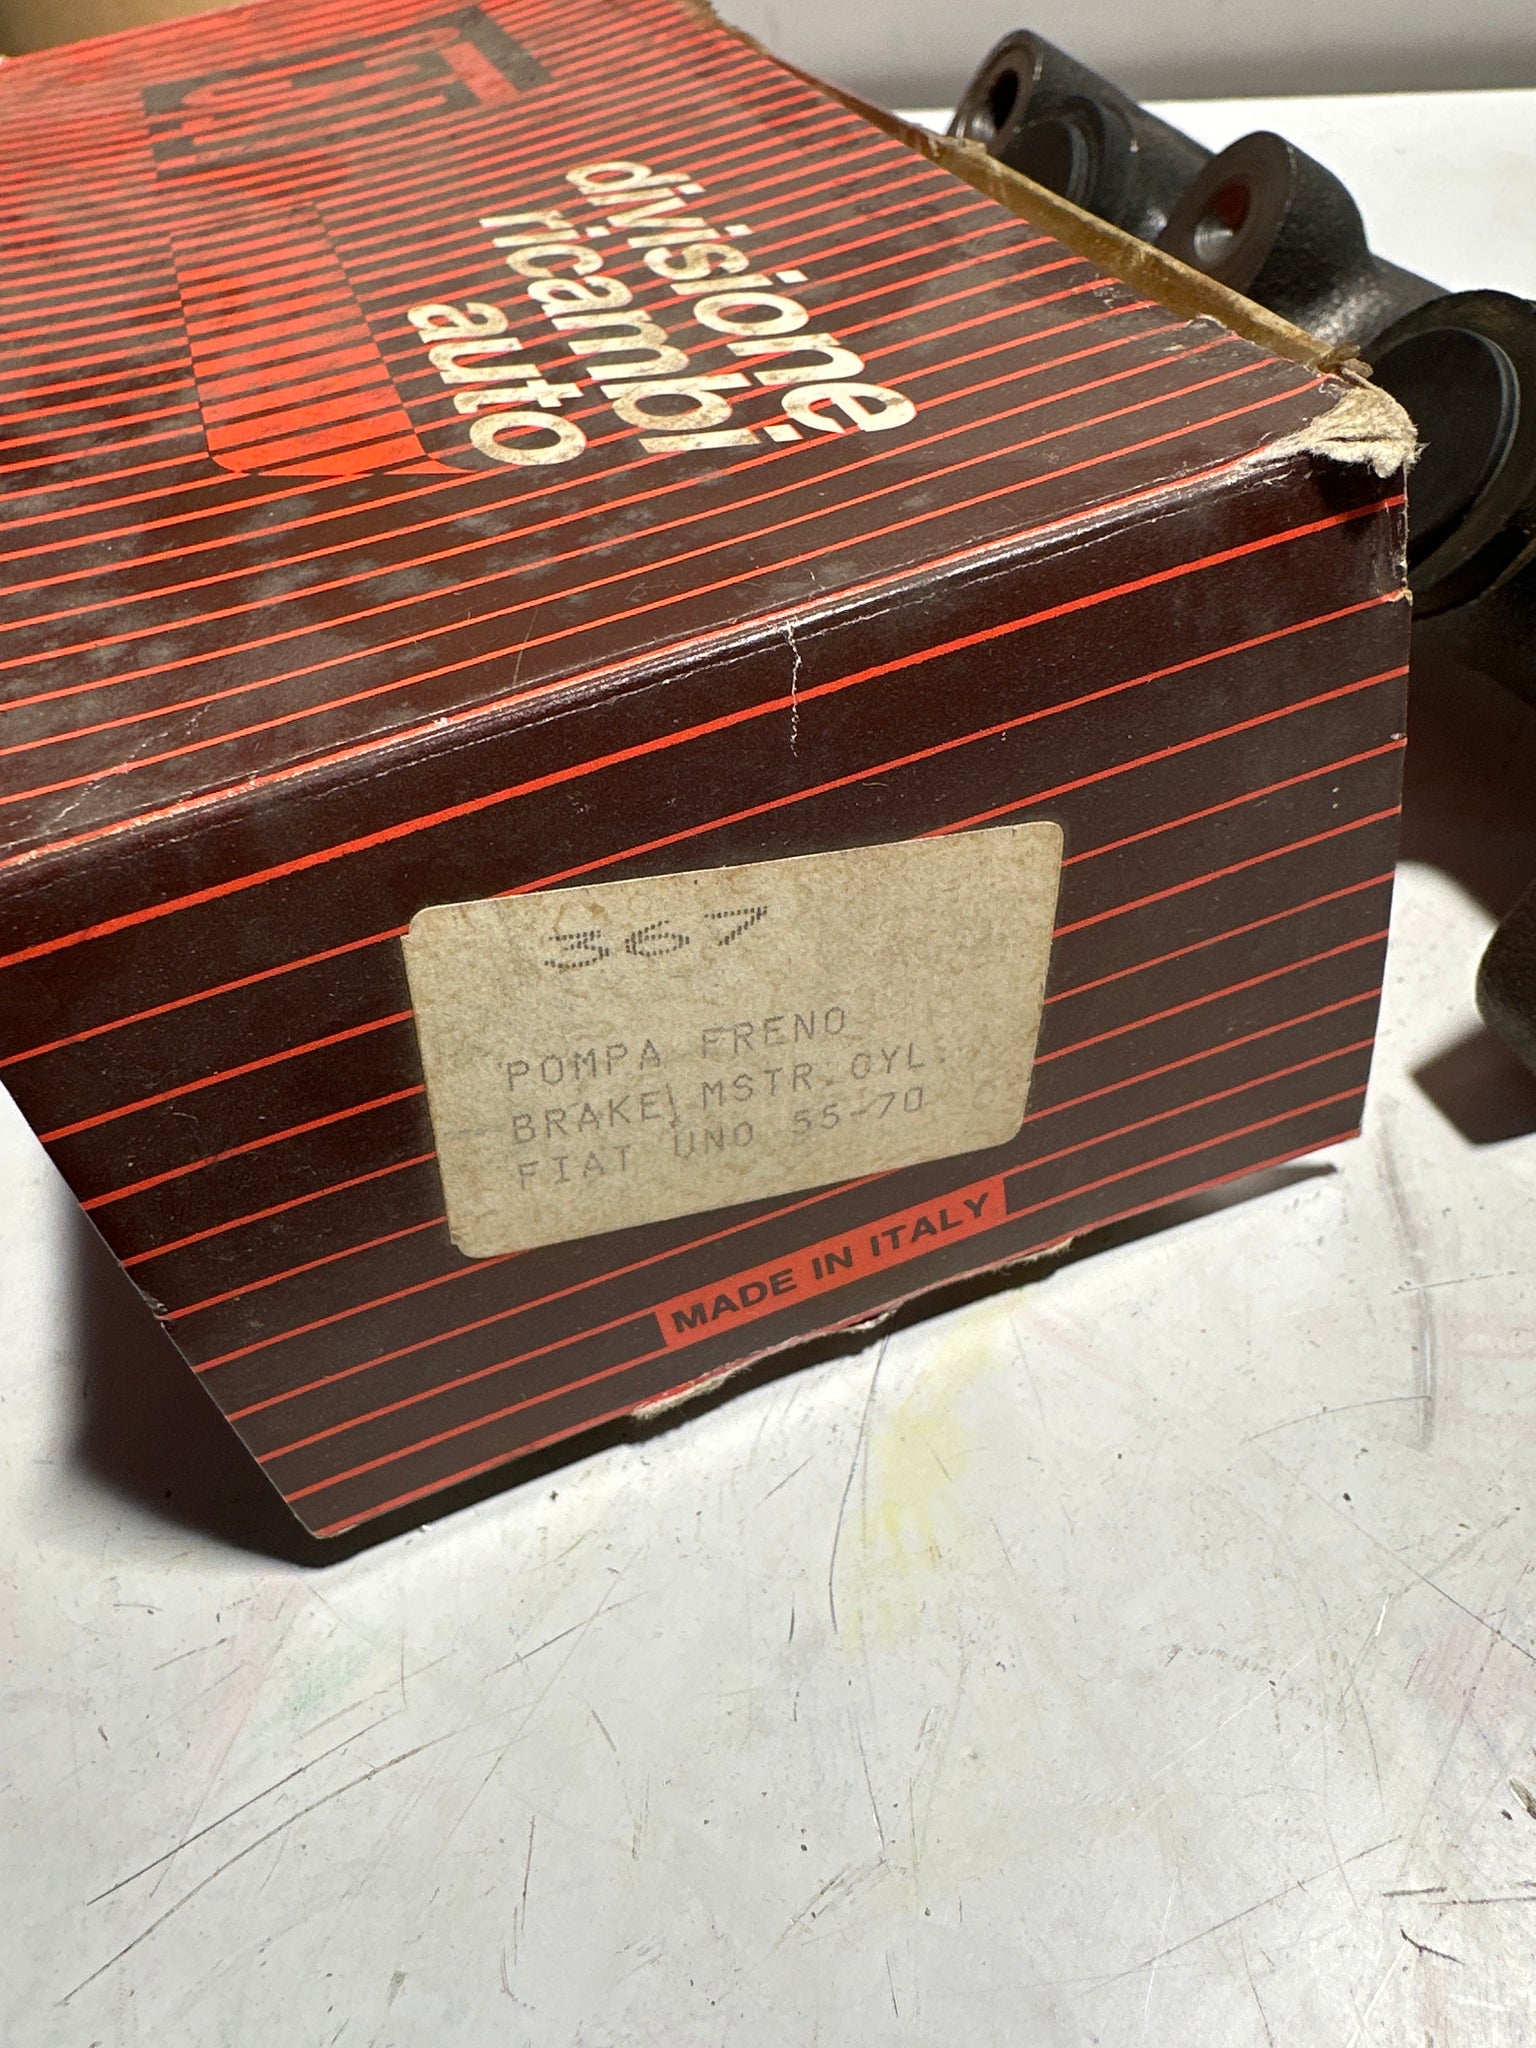 divisione
ricambi
auto
367
POMPA FRENO
BRAKE MSTR.CYL.
FIAT UNO 55-70
MADE IN ITALY